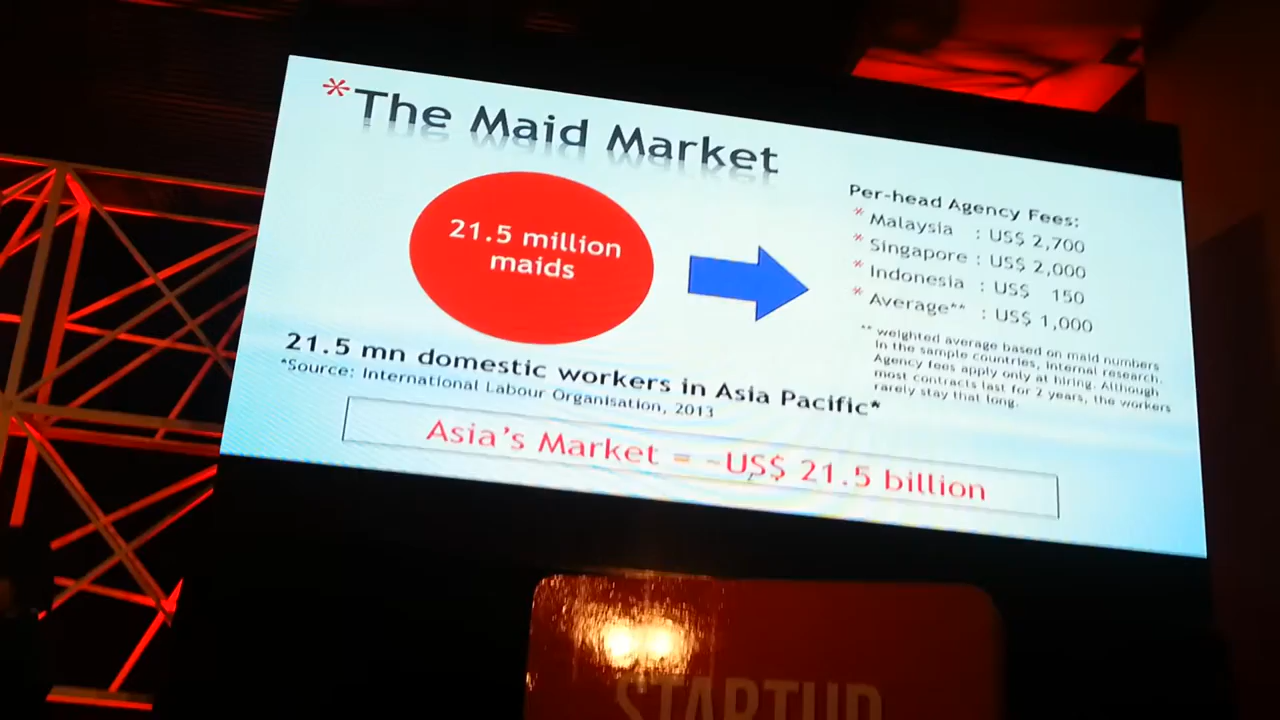 *The Maid Market
21.5 million
maids
Per-head Agency Fees:
* Malaysia : US$ 2,700
* Singapore : US$ 2,000
* Indonesia : US$ 150
* Average** : US$ 1,000
** weighted average based on maid numbers
in the sample countries, internal research.
Agency fees apply only at hiring. Although
most contracts last for 2 years, the workers
rarely stay that long.
21.5 mn domestic workers in Asia Pacific*
*Source: International Labour Organisation, 2013
Asia's Market = ~US$ 21.5 billion
STARTUP